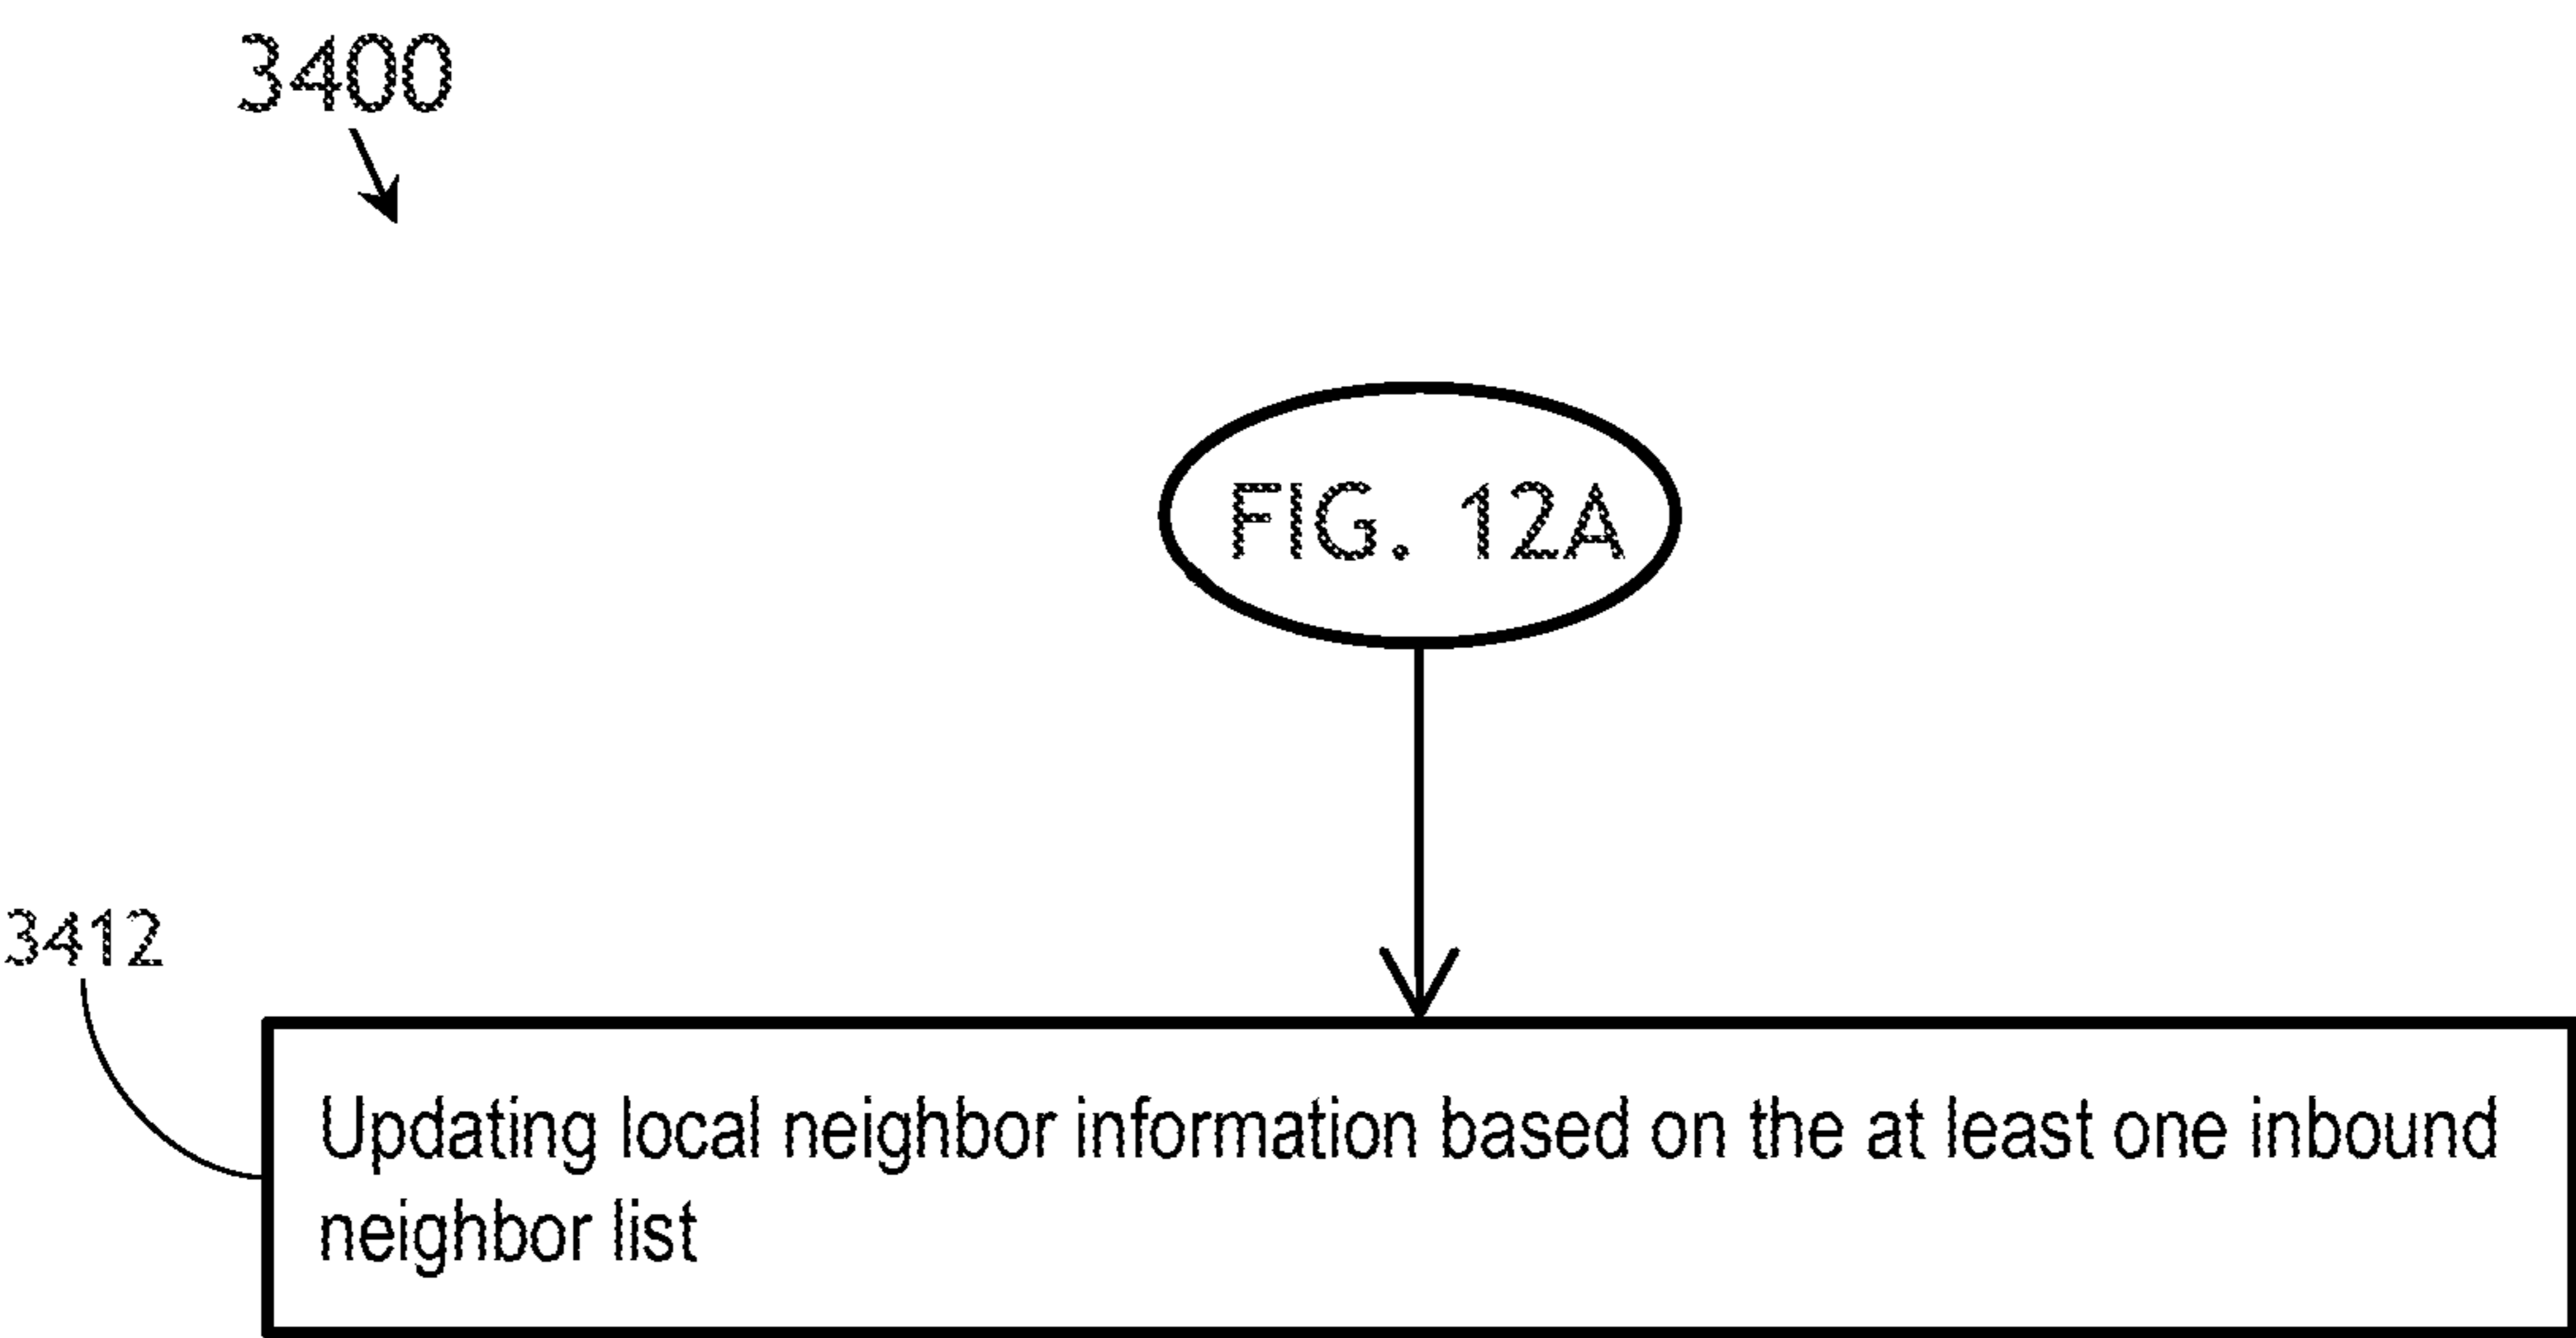 3400
FIG. 12A
3412
Updating local neighbor information based on the at least one inbound
neighbor list